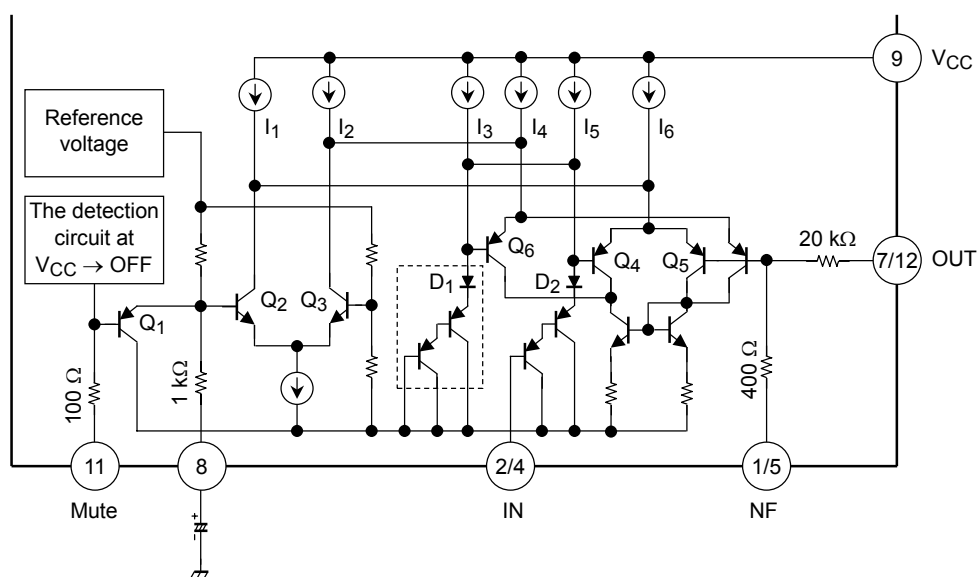 9
VCC
I1
I2
I3
I4
I5
I6
Reference
voltage
The detection
circuit at
VCC → OFF
Q1
Q2
Q3
D1
Q6
D2
Q4
Q5
20 kΩ
7/12
OUT
100 Ω
1 kΩ
400 Ω
11
8
2/4
1/5
Mute
IN
NF
+
-